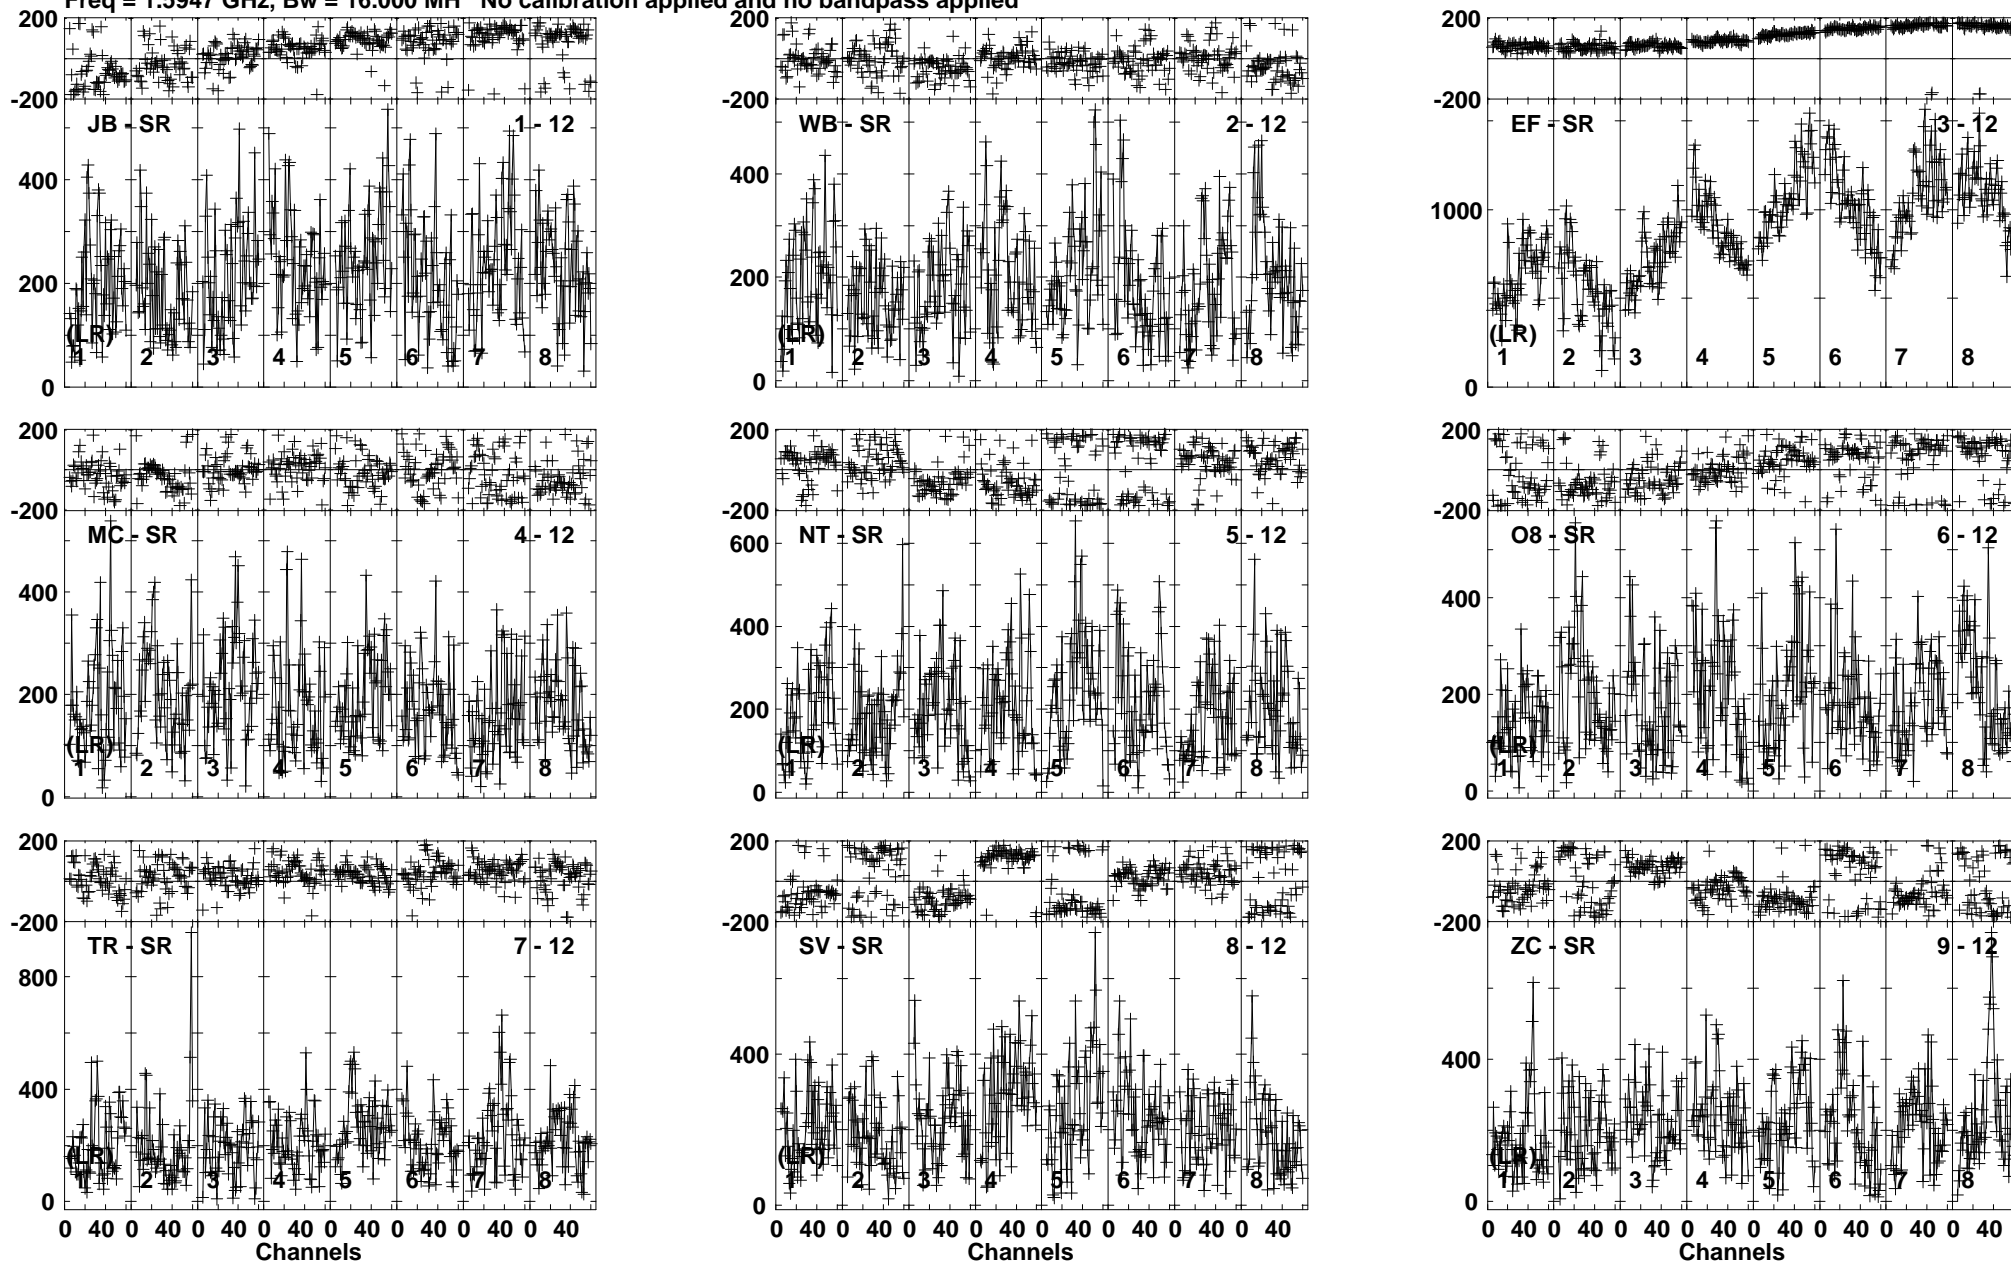 Freq = 1.5947 GHz, Bw = 16.000 MH No calibration applied and no bandpass applied
200
-200
JB - SR 1 - 12
400
200
0
(LR)
1 2 3 4 5 6 7 8
200
-200
WB - SR 2 - 12
400
200
0
(LR)
1 2 3 4 5 6 7 8
200
-200
EF - SR 3 - 12
1000
0
(LR)
1 2 3 4 5 6 7 8
200
-200
MC - SR 4 - 12
400
200
0
(LR)
1 2 3 4 5 6 7 8
200
-200
NT - SR 5 - 12
600
400
200
0
(LR)
1 2 3 4 5 6 7 8
200
-200
O8 - SR 6 - 12
400
200
0
(LR)
1 2 3 4 5 6 7 8
200
-200
TR - SR 7 - 12
800
400
0
(LR)
1 2 3 4 5 6 7 8
0 40 0 40 0 40 0 40 0 40 0 40 0 40 0 40
Channels
200
-200
SV - SR 8 - 12
400
0
(LR)
1 2 3 4 5 6 7 8
0 40 0 40 0 40 0 40 0 40 0 40 0 40 0 40
Channels
200
-200
ZC - SR 9 - 12
400
0
(LR)
1 2 3 4 5 6 7 8
0 40 0 40 0 40 0 40 0 40 0 40 0 40 0 40
Channels